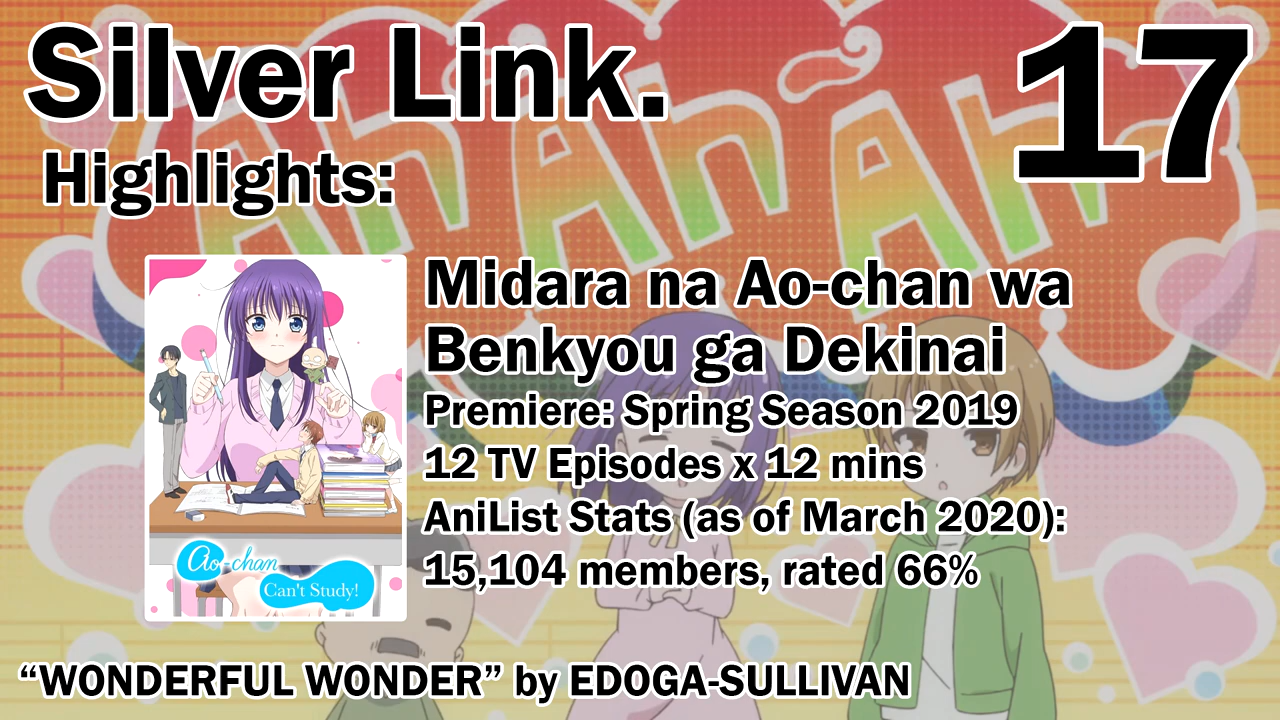 Silver Link.
17
Highlights:
Midara na Ao-chan wa
Benkyou ga Dekinai
Premiere: Spring Season 2019
12 TV Episodes x 12 mins
AniList Stats (as of March 2020):
15,104 members, rated 66%
Ao-chan
Can't Study!
“WONDERFUL WONDER” by EDOGA-SULLIVAN
AhAhAh